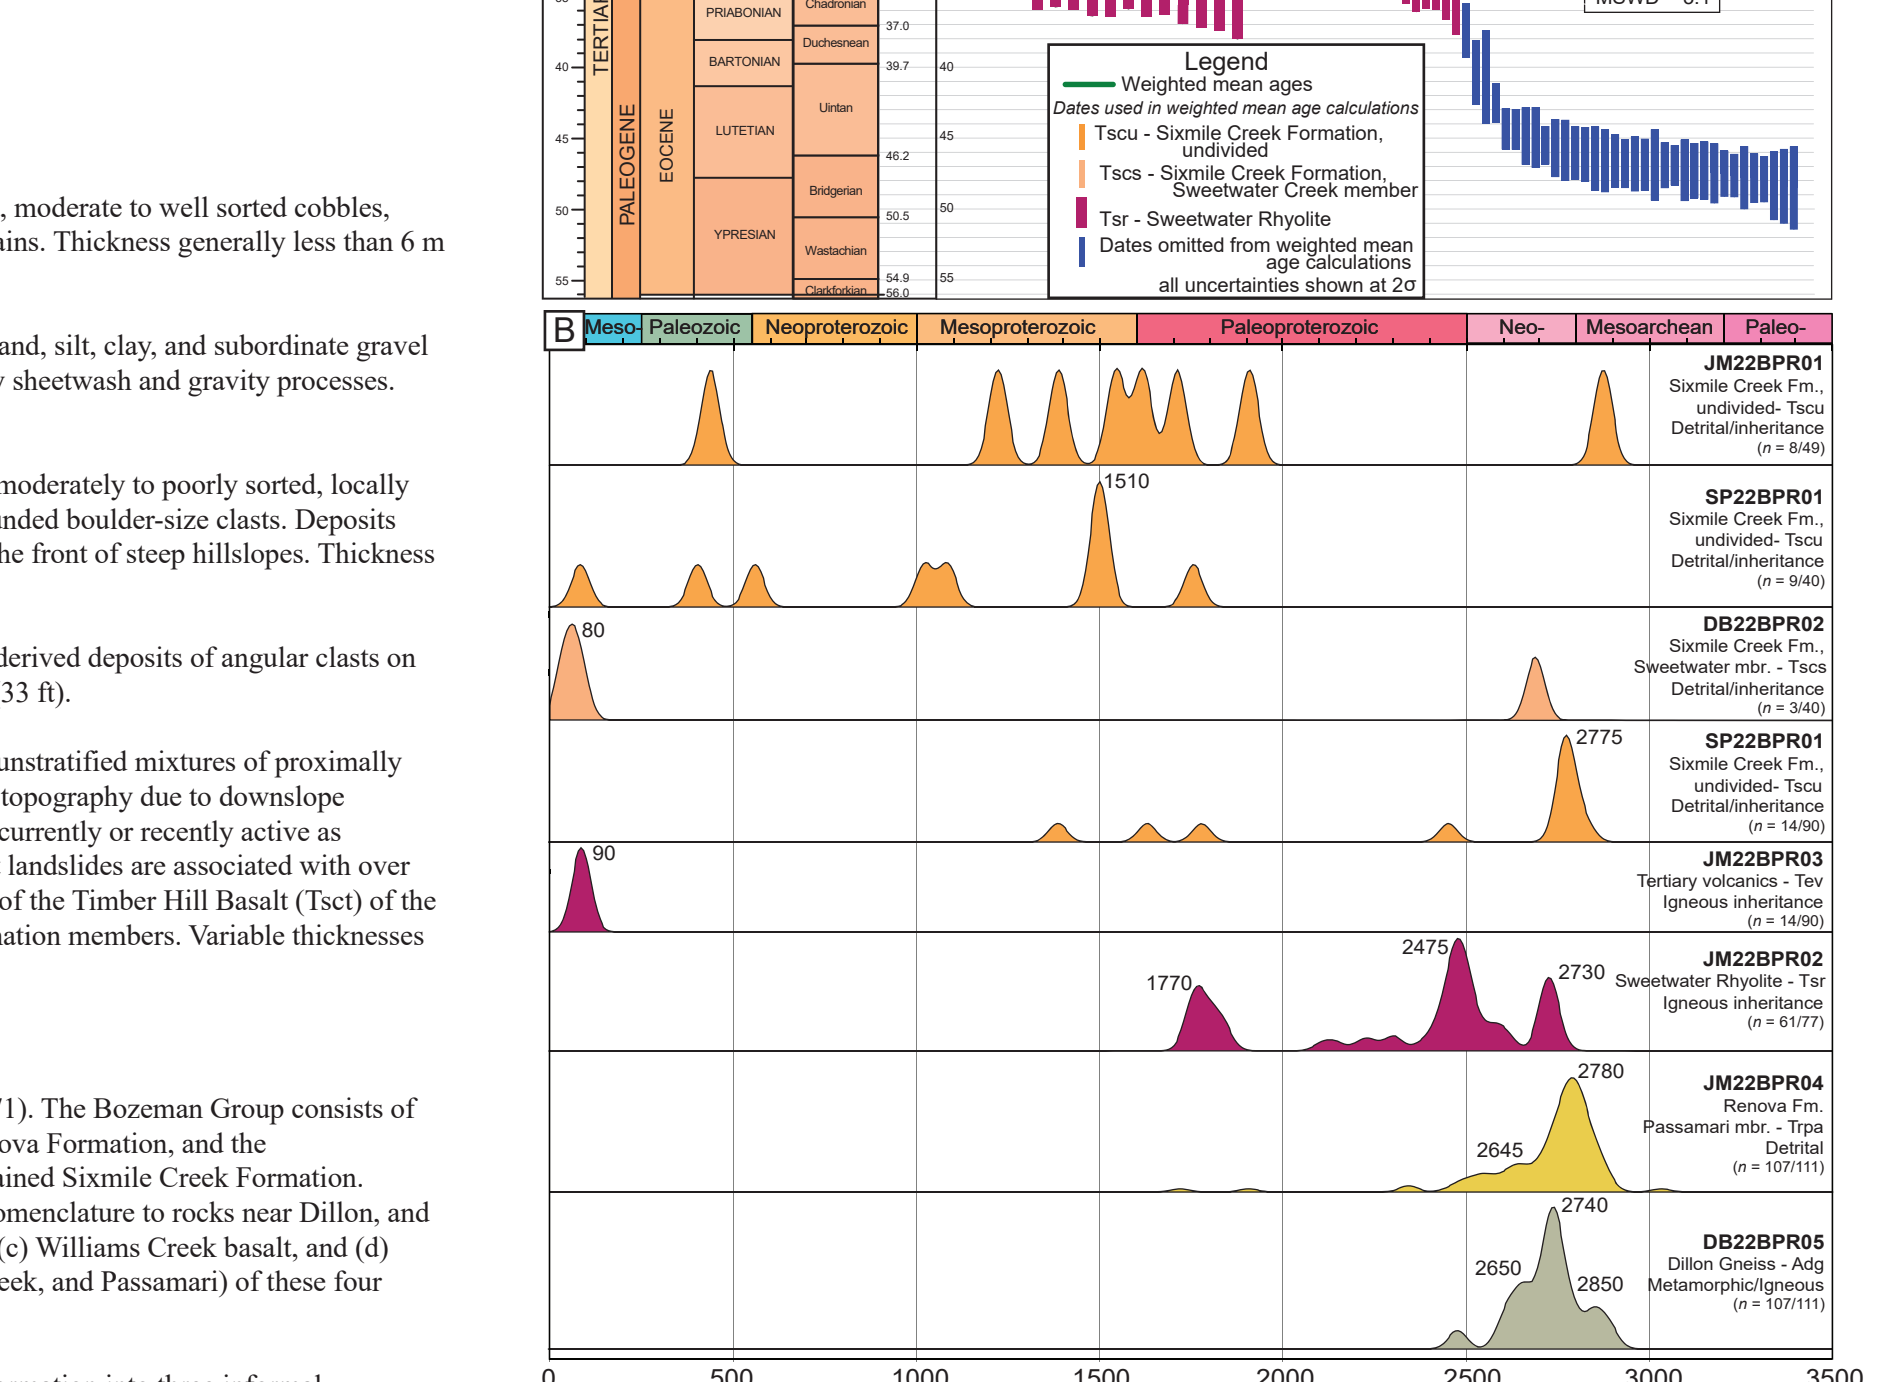 , moderate to well sorted cobbles,
ains. Thickness generally less than 6 m
and, silt, clay, and subordinate gravel
y sheetwash and gravity processes.
moderately to poorly sorted, locally
unded boulder-size clasts. Deposits
he front of steep hillslopes. Thickness
derived deposits of angular clasts on
33 ft).
unstratified mixtures of proximally
topography due to downslope
currently or recently active as
landslides are associated with over
of the Timber Hill Basalt (Tsct) of the
nation members. Variable thicknesses
71). The Bozeman Group consists of
ova Formation, and the
ained Sixmile Creek Formation.
omenclature to rocks near Dillon, and
(c) Williams Creek basalt, and (d)
eek, and Passamari) of these four
TERTIAR
PALEOGENE
EOCENE
PRIABONIAN
BARTONIAN
LUTETIAN
YPRESIAN
Chadronian
37.0
Duchesnean
39.7
Uintan
46.2
Bridgerian
50.5
Wastachian
54.9
Clarkforkian
56.0
40
45
50
55
40
45
50
55
Legend
Weighted mean ages
Dates used in weighted mean age calculations
Tscu - Sixmile Creek Formation,
undivided
Tscs - Sixmile Creek Formation,
Sweetwater Creek member
Tsr - Sweetwater Rhyolite
Dates omitted from weighted mean
age calculations
all uncertainties shown at 2σ
B
Meso- Paleozoic Neoproterozoic Mesoproterozoic Paleoproterozoic Neo- Mesoarchean Paleo-
JM22BPR01
Sixmile Creek Fm.,
undivided- Tscu
Detrital/inheritance
(n = 8/49)
1510
SP22BPR01
Sixmile Creek Fm.,
undivided- Tscu
Detrital/inheritance
(n = 9/40)
80
DB22BPR02
Sixmile Creek Fm.,
Sweetwater mbr. - Tscs
Detrital/inheritance
(n = 3/40)
2775
SP22BPR01
Sixmile Creek Fm.,
undivided- Tscu
Detrital/inheritance
(n = 14/90)
90
JM22BPR03
Tertiary volcanics - Tev
Igneous inheritance
(n = 14/90)
1770
2475
2730
JM22BPR02
Sweetwater Rhyolite - Tsr
Igneous inheritance
(n = 61/77)
2645
2780
JM22BPR04
Renova Fm.
Passamari mbr. - Trpa
Detrital
(n = 107/111)
2650
2740
2850
DB22BPR05
Dillon Gneiss - Adg
Metamorphic/Igneous
(n = 107/111)
0 500 1000 1500 2000 2500 3000 3500